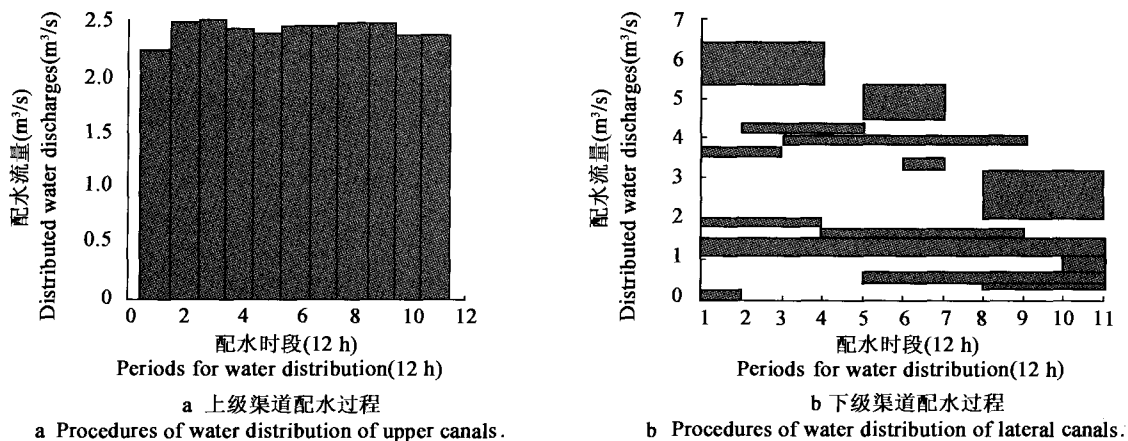 配水流量(m³/s)
Distributed water discharges(m³/s)
2.5
2.0
1.5
1.0
0.5
0
0 2 4 6 8 10 12
配水时段(12 h)
Periods for water distribution(12 h)
a 上级渠道配水过程
a Procedures of water distribution of upper canals.
配水流量(m³/s)
Distributed water discharges(m³/s)
7
6
5
4
3
2
1
0
1 2 3 4 5 6 7 8 9 10 11
配水时段(12 h)
Periods for water distribution(12 h)
b 下级渠道配水过程
b Procedures of water distribution of lateral canals.